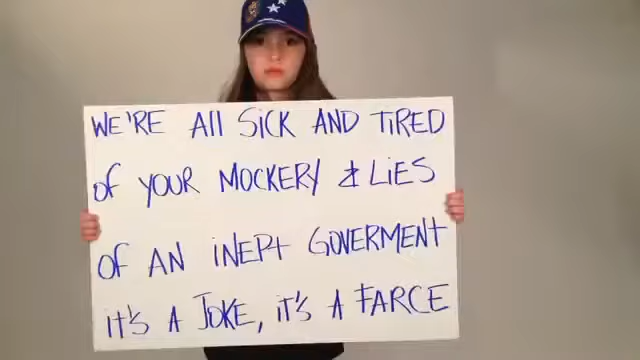 WE'RE All SiCK AND TiRED
Of YOUR MOCKERY & LiES
Of AN iNEPt GOVERMENT
it's A JOKE, it's A FARCE